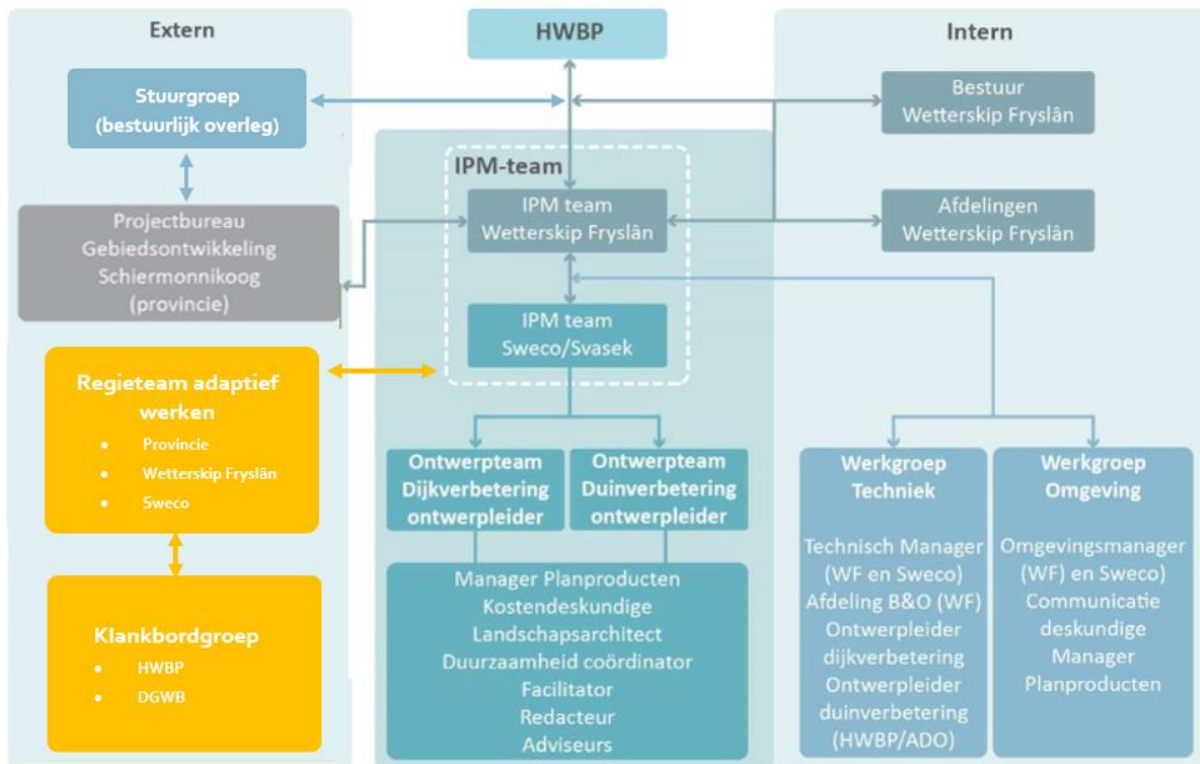 Extern
Stuurgroep
(bestuurlijk overleg)
Projectbureau
Gebiedsontwikkeling
Schiermonnikoog
(provincie)
Regieteam adaptief
werken
• Provincie
• Wetterskip Fryslân
• Sweco
Klankbordgroep
• HWBP
• DGWB
HWBP
IPM-team
IPM team
Wetterskip Fryslân
IPM team
Sweco/Svasek
Ontwerpteam
Dijkverbetering
ontwerpleider
Ontwerpteam
Duinverbetering
ontwerpleider
Manager Planproducten
Kostendeskundige
Landschapsarchitect
Duurzaamheid coördinator
Facilitator
Redacteur
Adviseurs
Intern
Bestuur
Wetterskip Fryslân
Afdelingen
Wetterskip Fryslân
Werkgroep
Techniek
Technisch Manager
(WF en Sweco)
Afdeling B&O (WF)
Ontwerpleider
dijkverbetering
Ontwerpleider
duinverbetering
(HWBP/ADO)
Werkgroep
Omgeving
Omgevingsmanager
(WF) en Sweco)
Communicatie
deskundige
Manager
Planproducten